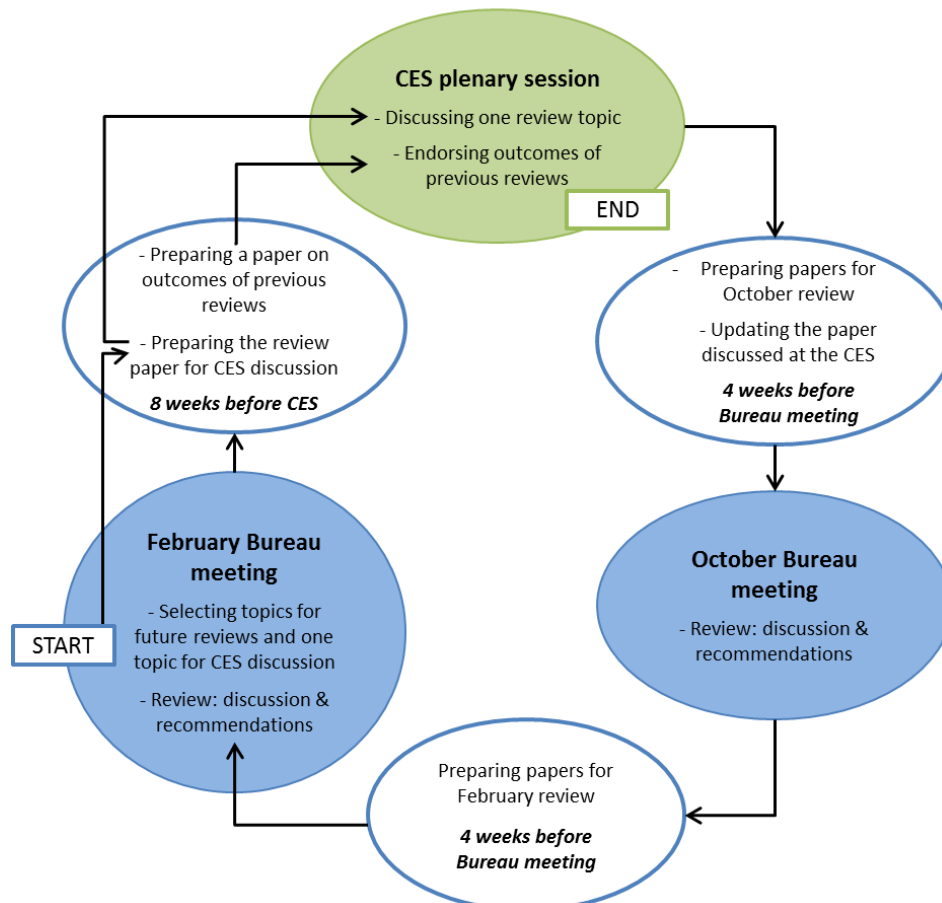 CES plenary session
- Discussing one review topic
- Endorsing outcomes of
previous reviews
END
- Preparing papers for
October review
- Updating the paper
discussed at the CES
4 weeks before
Bureau meeting
October Bureau
meeting
- Review: discussion &
recommendations
Preparing papers for
February review
4 weeks before
Bureau meeting
February Bureau
meeting
- Selecting topics for
future reviews and one
topic for CES discussion
- Review: discussion &
recommendations
START
- Preparing a paper on
outcomes of previous
reviews
- Preparing the review
paper for CES discussion
8 weeks before CES